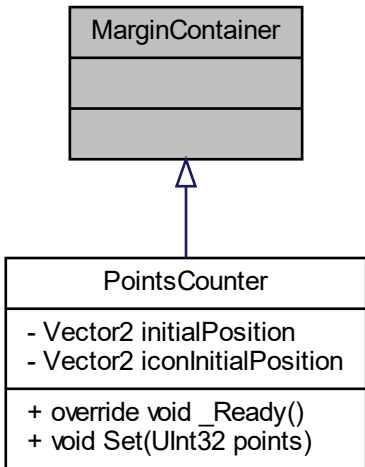 MarginContainer
PointsCounter
- Vector2 initialPosition
- Vector2 iconInitialPosition
+ override void _Ready()
+ void Set(UInt32 points)